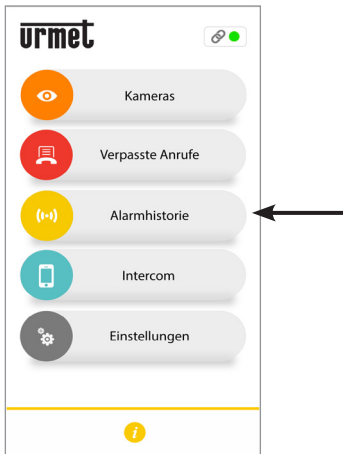 urmet
Kameras
Verpasste Anrufe
Alarmhistorie
Intercom
Einstellungen
i